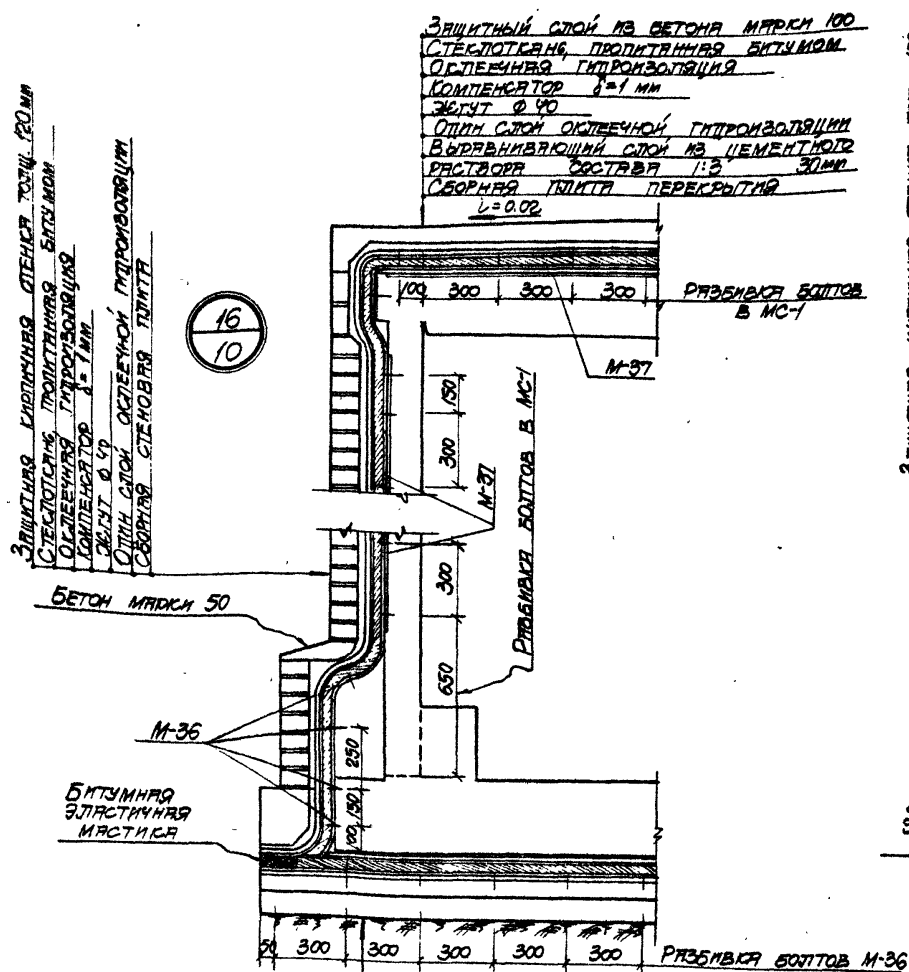 Защитный слой из бетона марки 100
Стеклоткань, пропитанная битумом
Оклеечная гидроизоляция
Компенсатор δ=1 мм
Жгут Ф 40
Один слой оклеечной гидроизоляции
Выравнивающий слой из цементного
раствора состава 1:3 30мм
Сборная плита перекрытия
i=0.02
Защитная кирпичная стенка толщ. 120 мм
Стеклоткань, пропитанная битумом
Оклеечная гидроизоляция
Компенсатор δ=1 мм
Жгут Ф 40
Один слой оклеечной гидроизоляции
Сборная стеновая плита
16
10
100 300 300 300
Разбивка болтов
в МС-1
М-37
150
300
М-37
300
650
Разбивка болтов в МС-1
Бетон марки 50
М-36
250
150
100
Битумная
эластичная
мастика
50 300 300 300 300 300
Разбивка болтов М-36